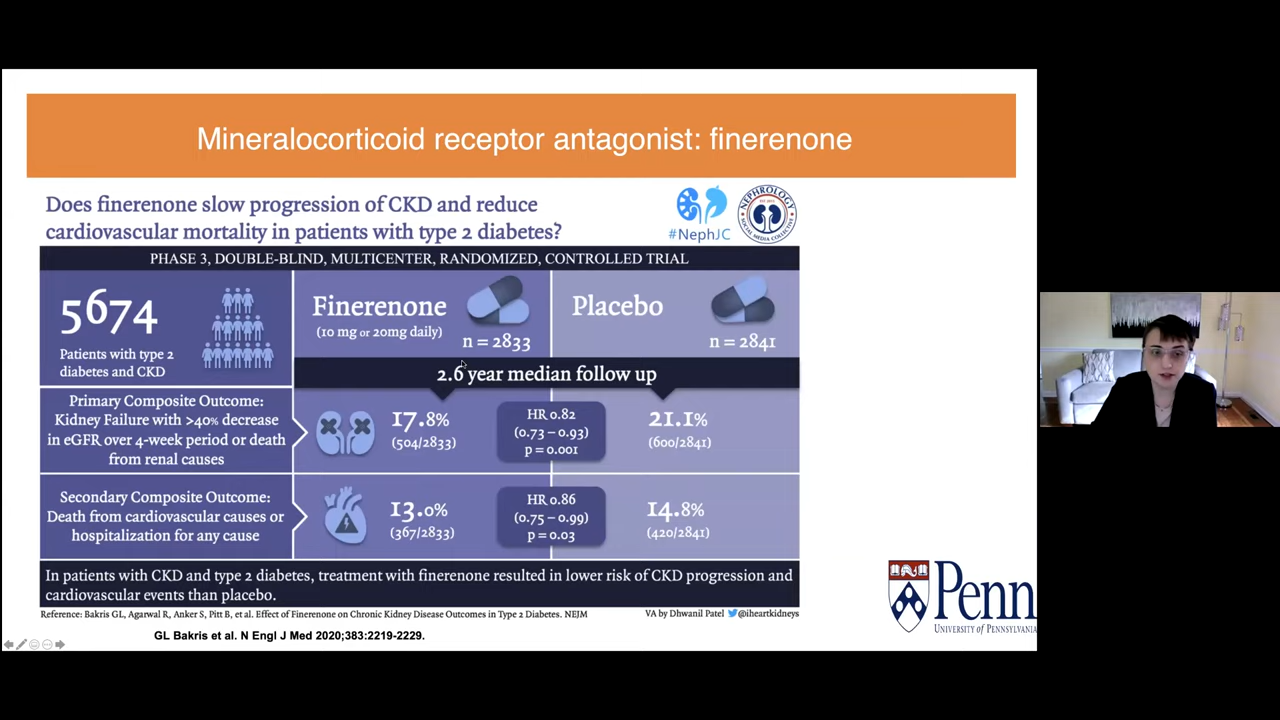 Mineralocorticoid receptor antagonist: finerenone
Does finerenone slow progression of CKD and reduce
cardiovascular mortality in patients with type 2 diabetes?
#NephJC
NEPHROLOGY
SOCIAL MEDIA COLLECTIVE
PHASE 3, DOUBLE-BLIND, MULTICENTER, RANDOMIZED, CONTROLLED TRIAL
5674
Patients with type 2
diabetes and CKD
Finerenone
(10 mg or 20mg daily)
n = 2833
Placebo
n = 2841
2.6 year median follow up
Primary Composite Outcome:
Kidney Failure with >40% decrease
in eGFR over 4-week period or death
from renal causes
17.8%
(504/2833)
HR 0.82
(0.73 – 0.93)
p = 0.001
21.1%
(600/2841)
Secondary Composite Outcome:
Death from cardiovascular causes or
hospitalization for any cause
13.0%
(367/2833)
HR 0.86
(0.75 – 0.99)
p = 0.03
14.8%
(420/2841)
In patients with CKD and type 2 diabetes, treatment with finerenone resulted in lower risk of CKD progression and
cardiovascular events than placebo.
Reference: Bakris GL, Agarwal R, Anker S, Pitt B, et al. Effect of Finerenone on Chronic Kidney Disease Outcomes in Type 2 Diabetes. NEJM
VA by Dhwanil Patel @iheartkidneys
GL Bakris et al. N Engl J Med 2020;383:2219-2229.
Penn
UNIVERSITY OF PENNSYLVANIA